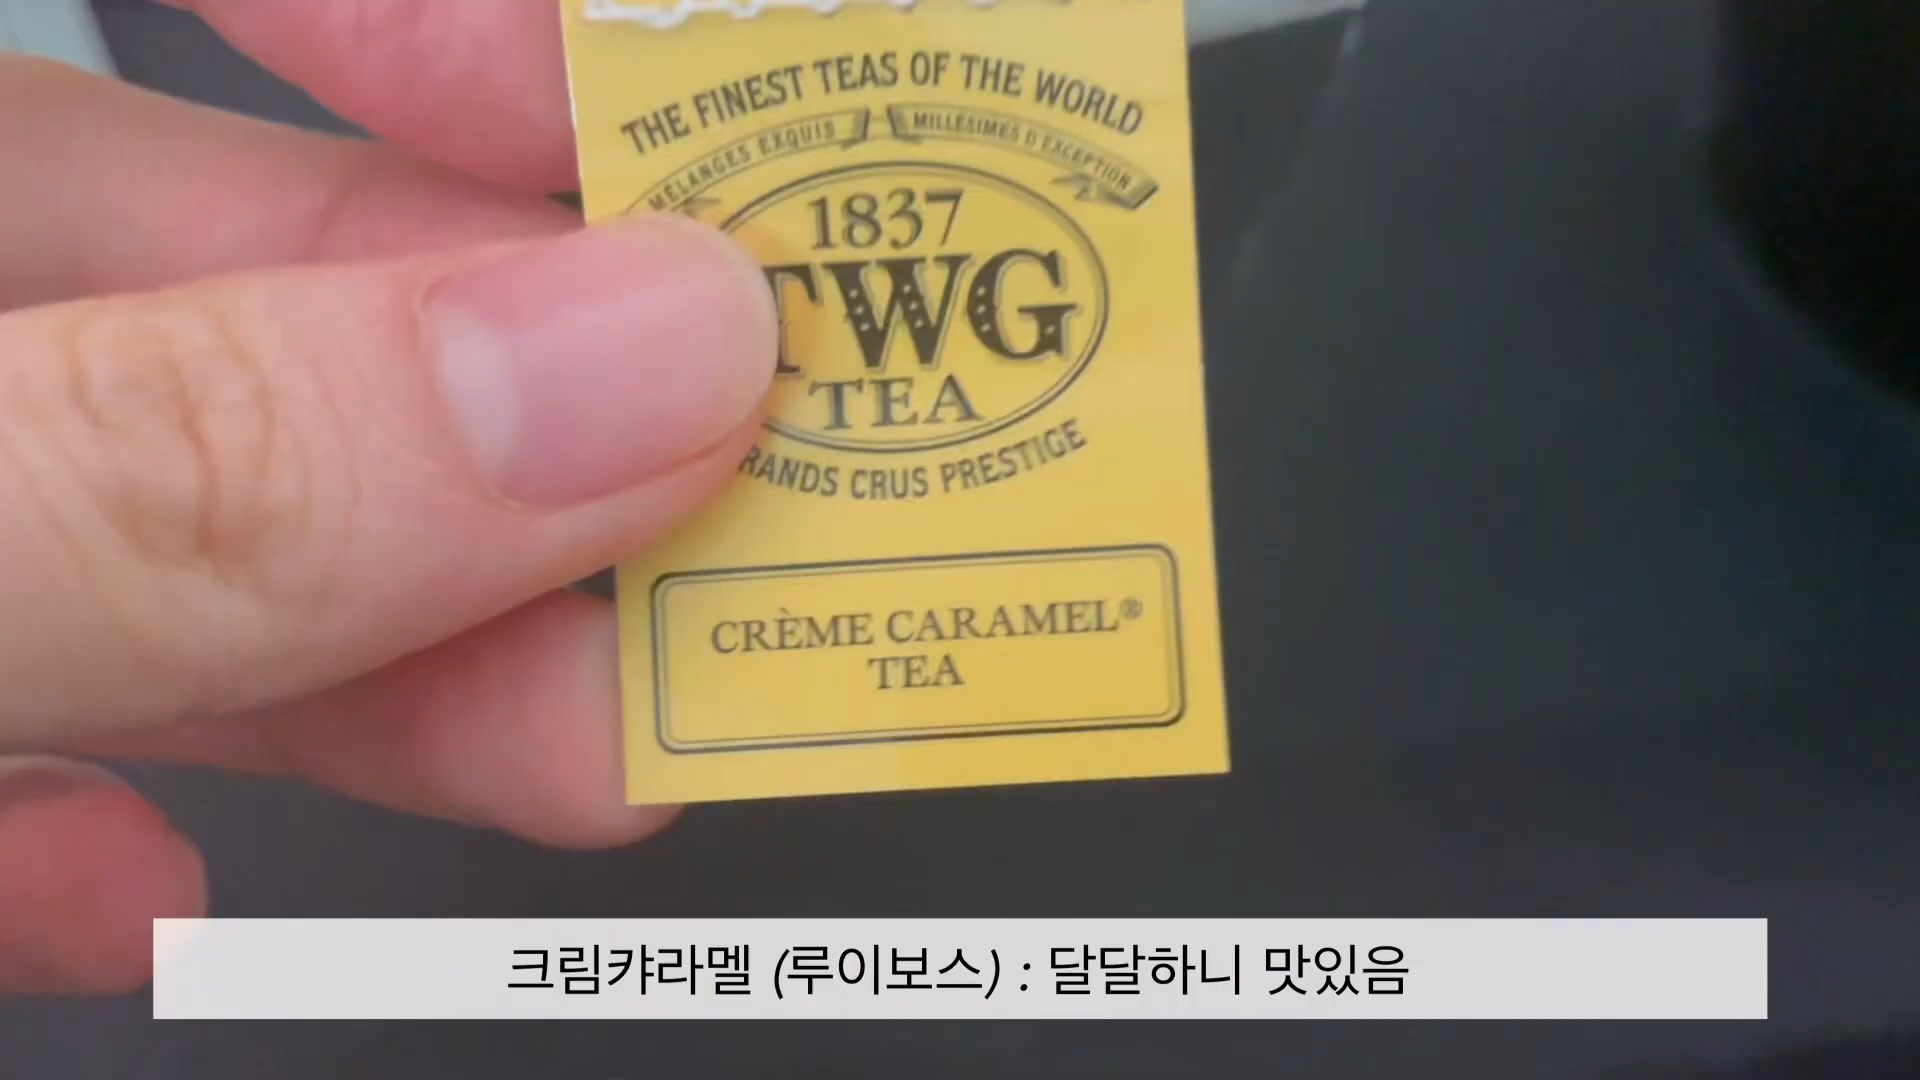 THE FINEST TEAS OF THE WORLD
MÉLANGES EXQUIS MILLÉSIMES D'EXCEPTION
1837
TWG
TEA
RANDS CRUS PRESTIGE
CRÈME CARAMEL®
TEA
크림캬라멜 (루이보스) : 달달하니 맛있음